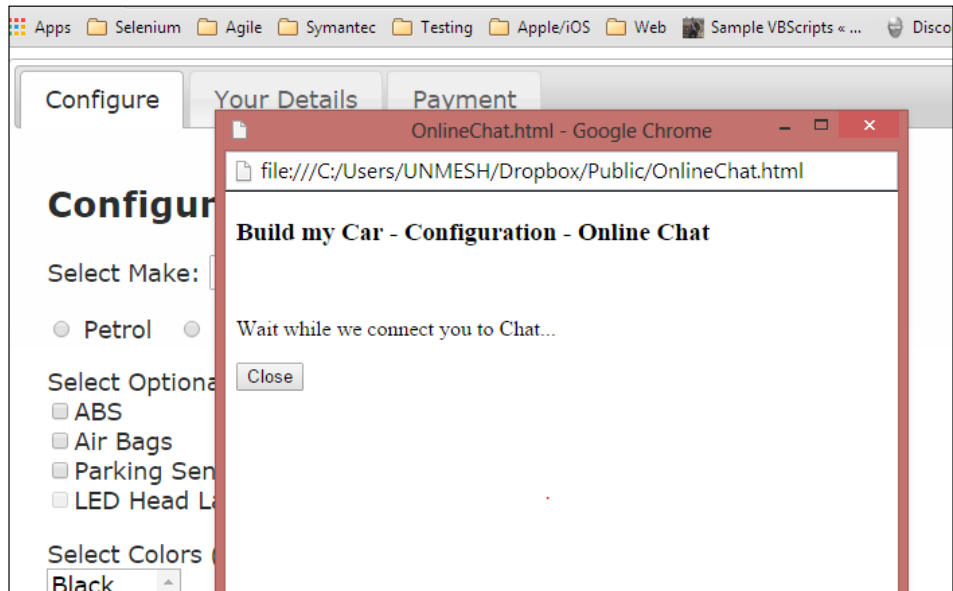 Apps Selenium Agile Symantec Testing Apple/iOS Web Sample VBScripts « ... Disco
Configure Your Details Payment
OnlineChat.html - Google Chrome
file:///C:/Users/UNMESH/Dropbox/Public/OnlineChat.html
Configur
Build my Car - Configuration - Online Chat
Select Make:
Petrol
Wait while we connect you to Chat...
Close
Select Optiona
ABS
Air Bags
Parking Sen
LED Head La
Select Colors (
Black